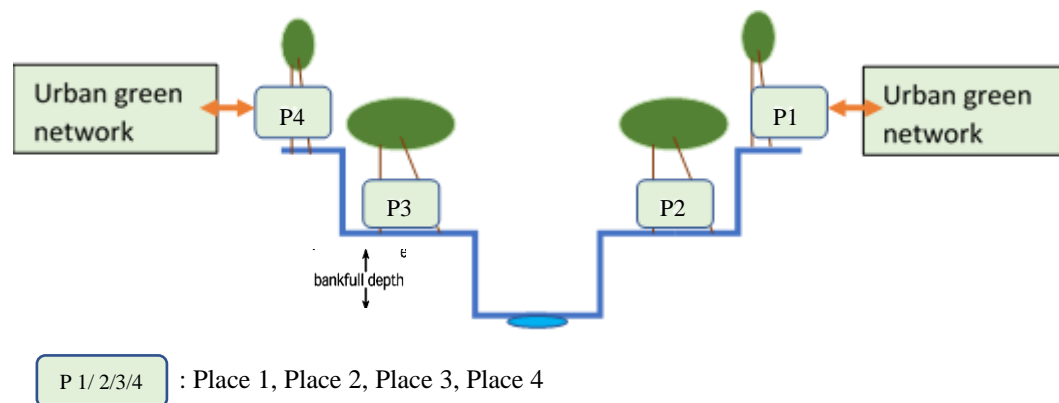 Urban green
network
P4
P1
Urban green
network
P3
P2
e
bankfull depth
P 1/ 2/3/4 : Place 1, Place 2, Place 3, Place 4